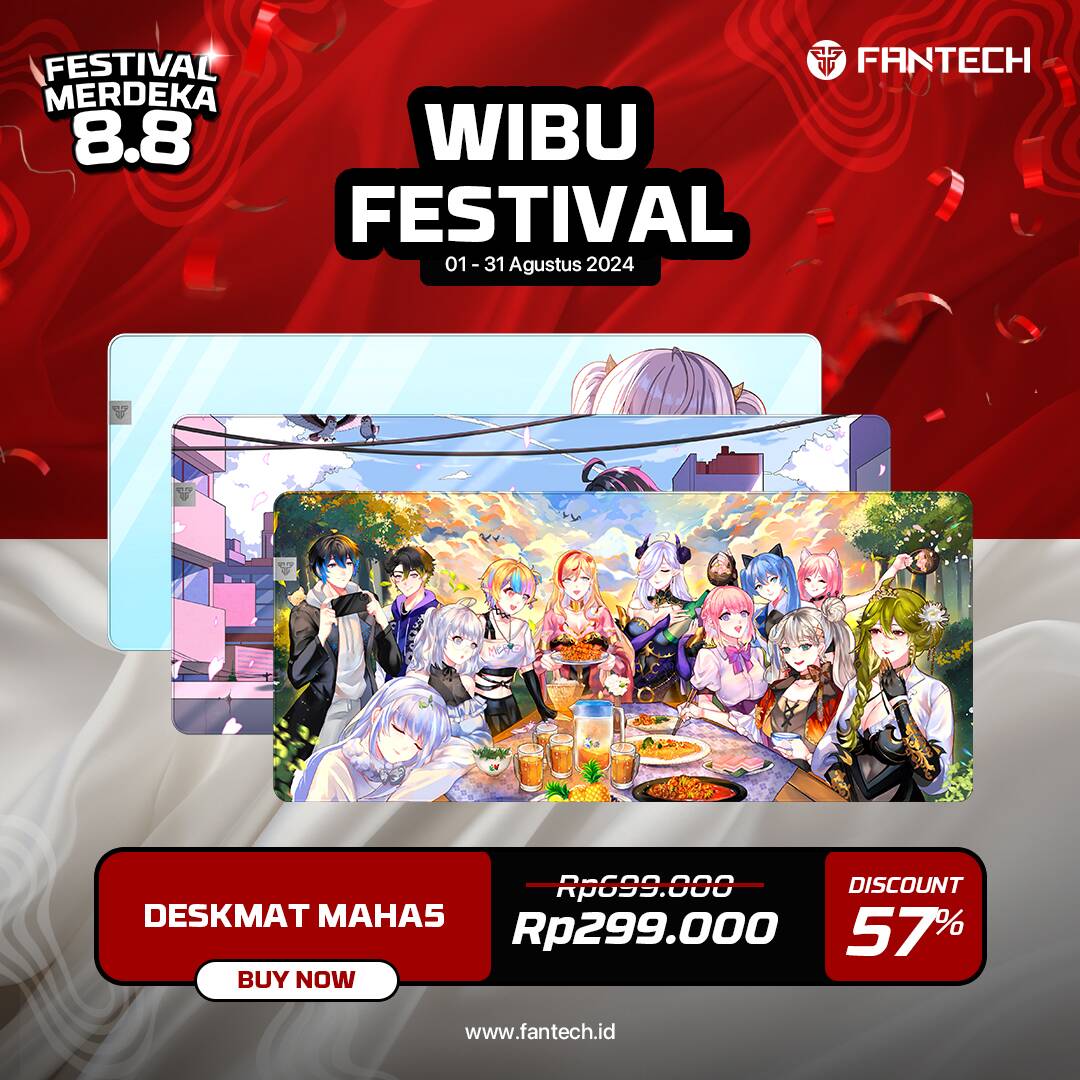 FESTIVAL
MERDEKA
8.8
FANTECH
WIBU
FESTIVAL
01 - 31 Agustus 2024
DESKMAT MAHA5
Rp699.000
Rp299.000
DISCOUNT
57%
BUY NOW
www.fantech.id